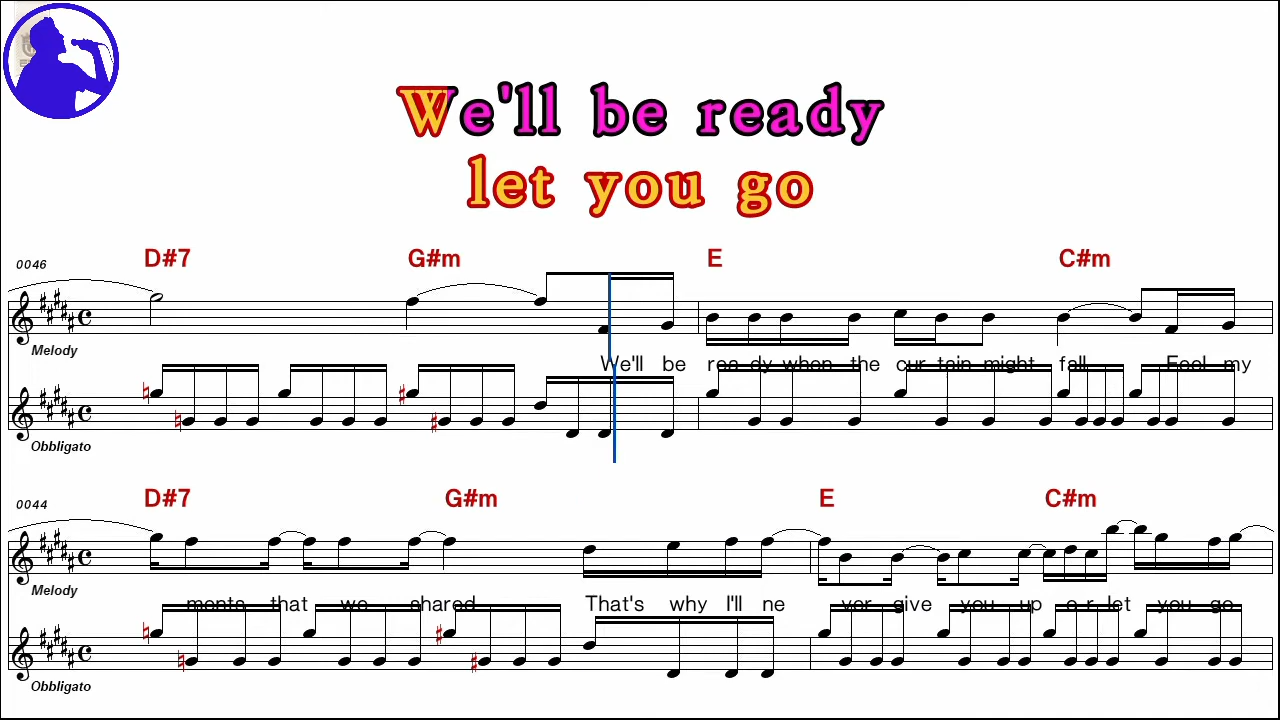 We'll be ready
let you go
0046 D#7 G#m E C#m
Melody
We'll be rea dy when the cur tain might fall Feel my
Obbligato
0044 D#7 G#m E C#m
Melody
ments that we shared That's why I'll ne ver give you up o r let you go
Obbligato